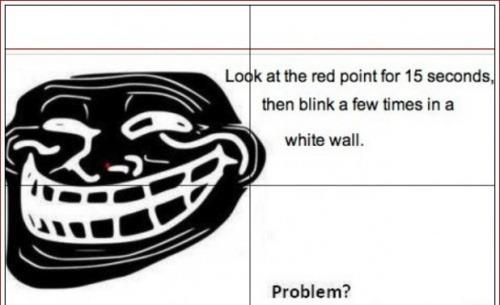 Look at the red point for 15 seconds,
then blink a few times in a
white wall.
Problem?